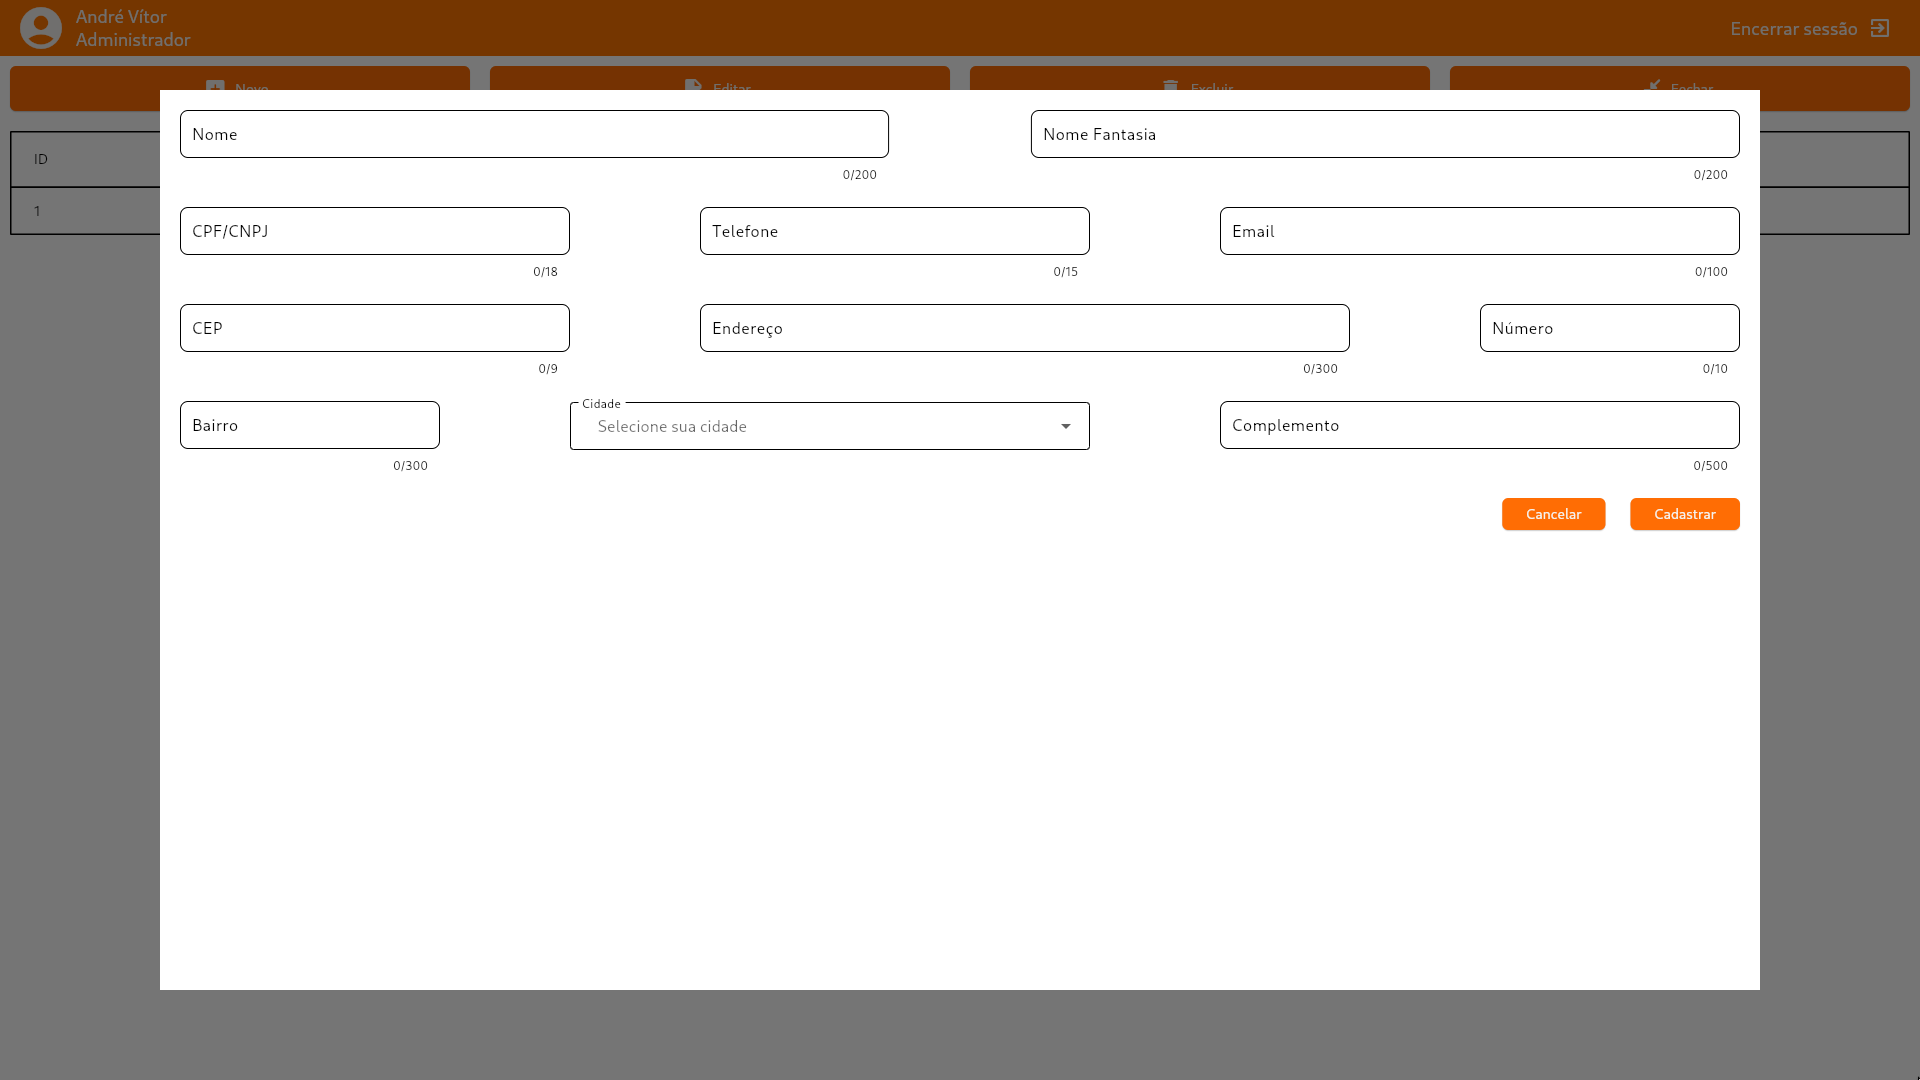 André Vítor
Administrador
Encerrar sessão
Novo
Editar
Excluir
Fechar
ID
1
Nome
0/200
Nome Fantasia
0/200
CPF/CNPJ
0/18
Telefone
0/15
Email
0/100
CEP
0/9
Endereço
0/300
Número
0/10
Bairro
0/300
Cidade
Selecione sua cidade
Complemento
0/500
Cancelar
Cadastrar